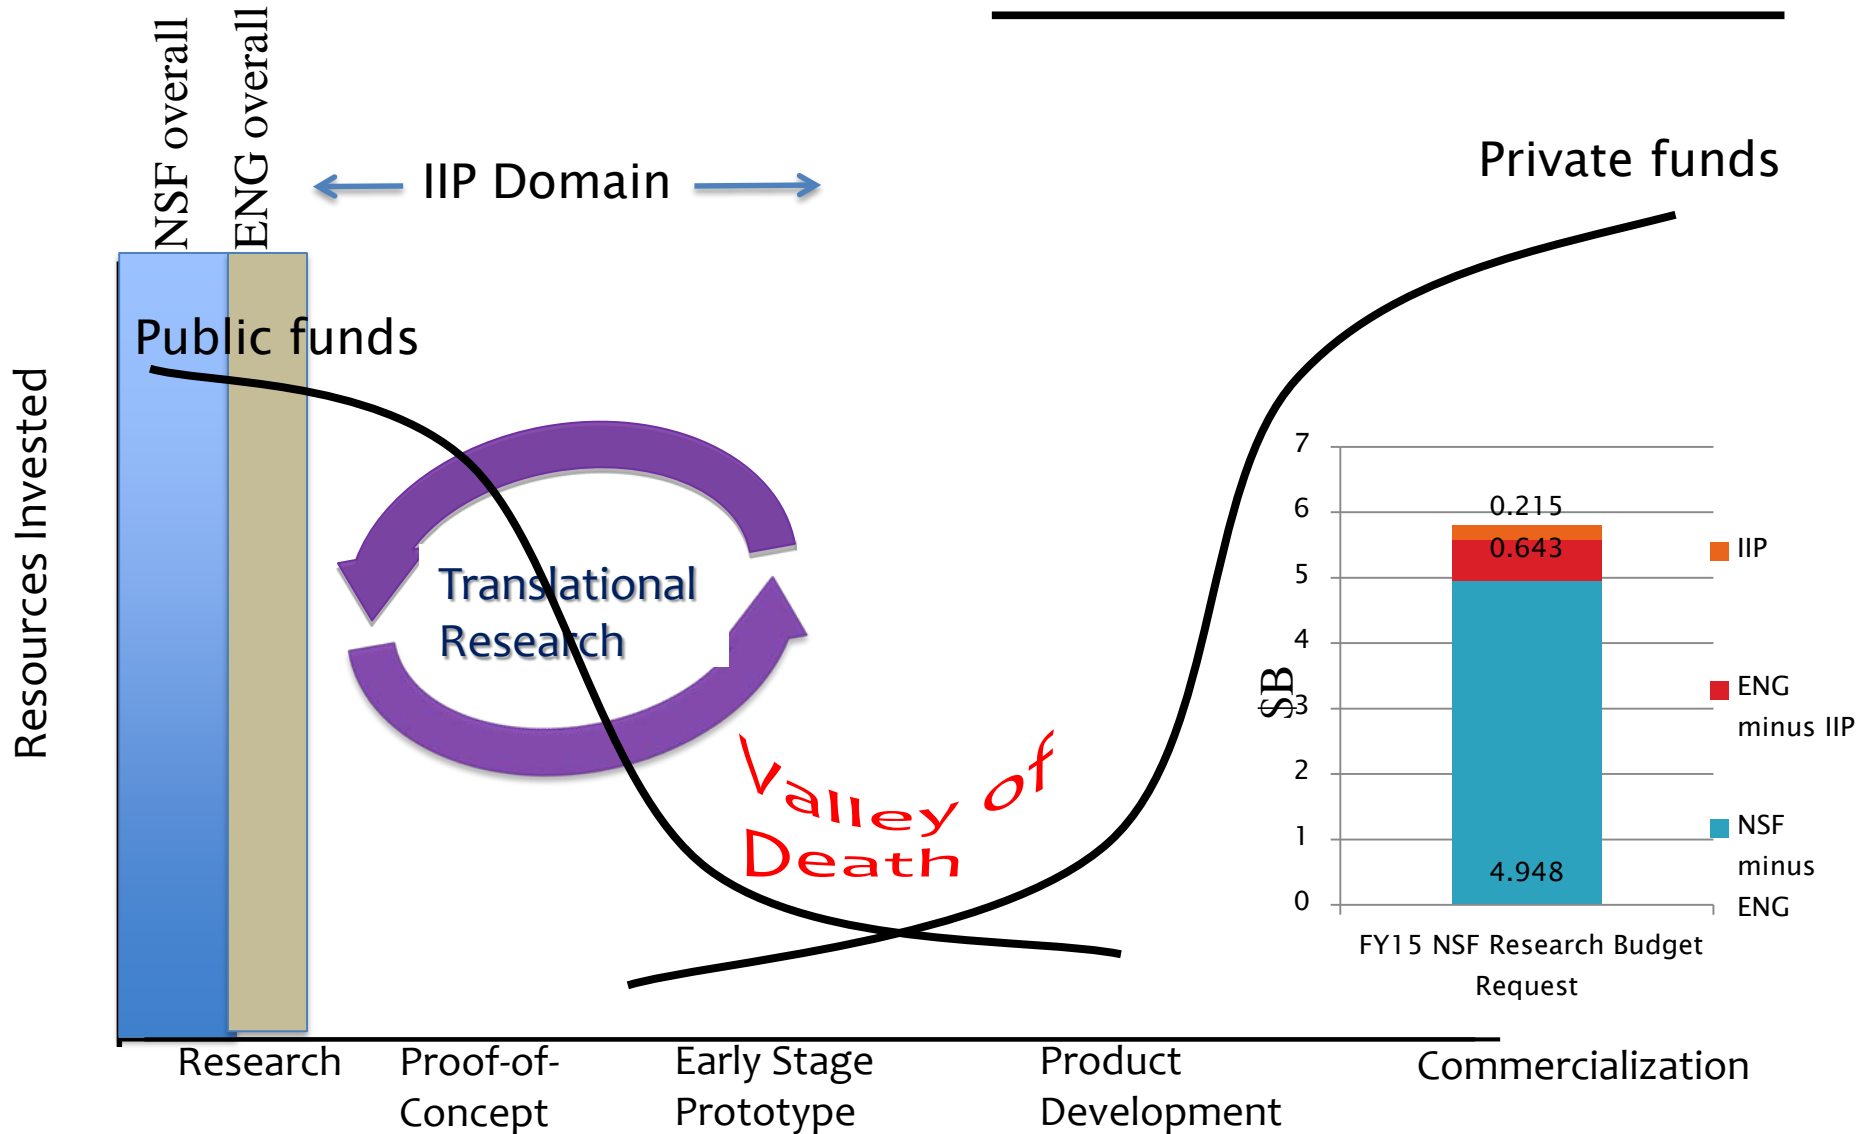 NSF overall
ENG overall
IIP Domain
Private funds
Public funds
Resources Invested
Translational
Research
Valley of
Death
7
6
5
4
3
2
1
0
$B
0.215
0.643
4.948
IIP
ENG
minus IIP
NSF
minus
ENG
FY15 NSF Research Budget
Request
Research
Proof-of-
Concept
Early Stage
Prototype
Product
Development
Commercialization